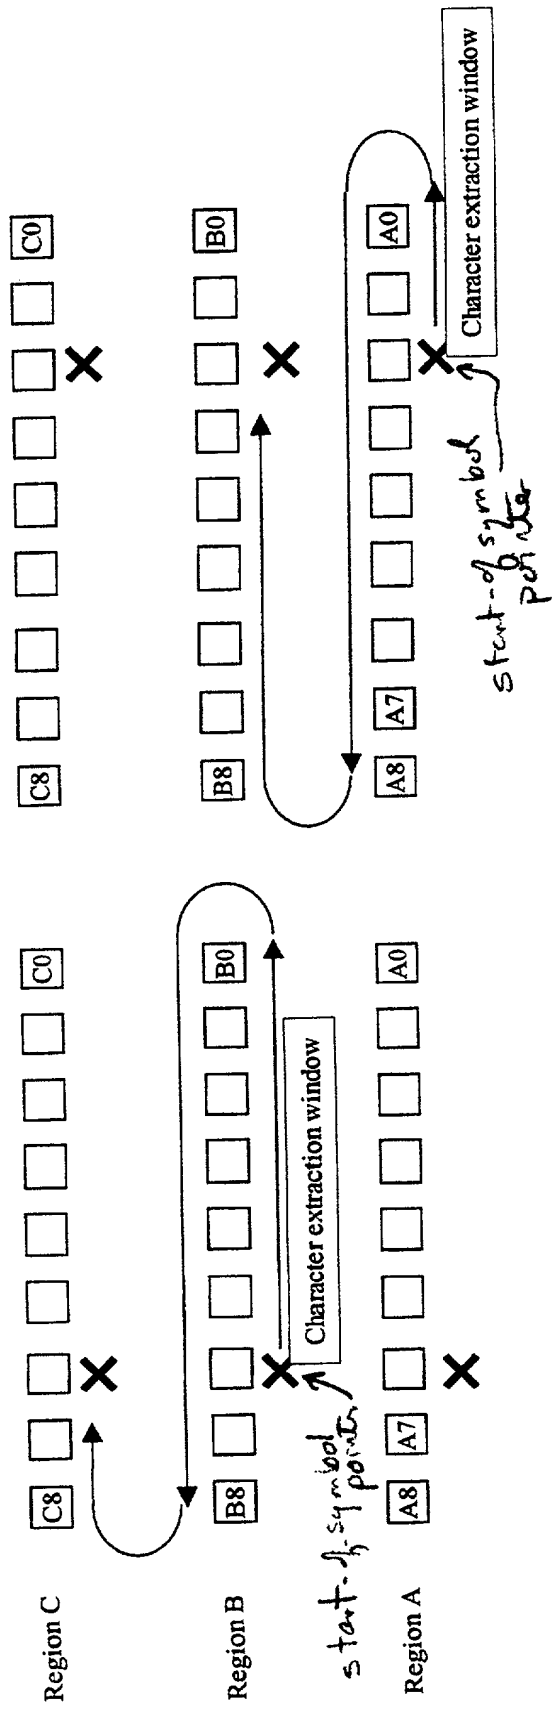 Region C
C8
C0
C8
C0
Region B
B8
B0
B8
B0
Character extraction window
start-of-symbol
pointer
Region A
A8
A7
A0
A8
A7
A0
Character extraction window
start-of symbol
pointer